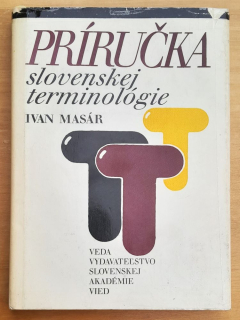 PRÍRUČKA
slovenskej
terminológie
IVAN MASÁR
VEDA
VYDAVATEĽSTVO
SLOVENSKEJ
AKADÉMIE
VIED